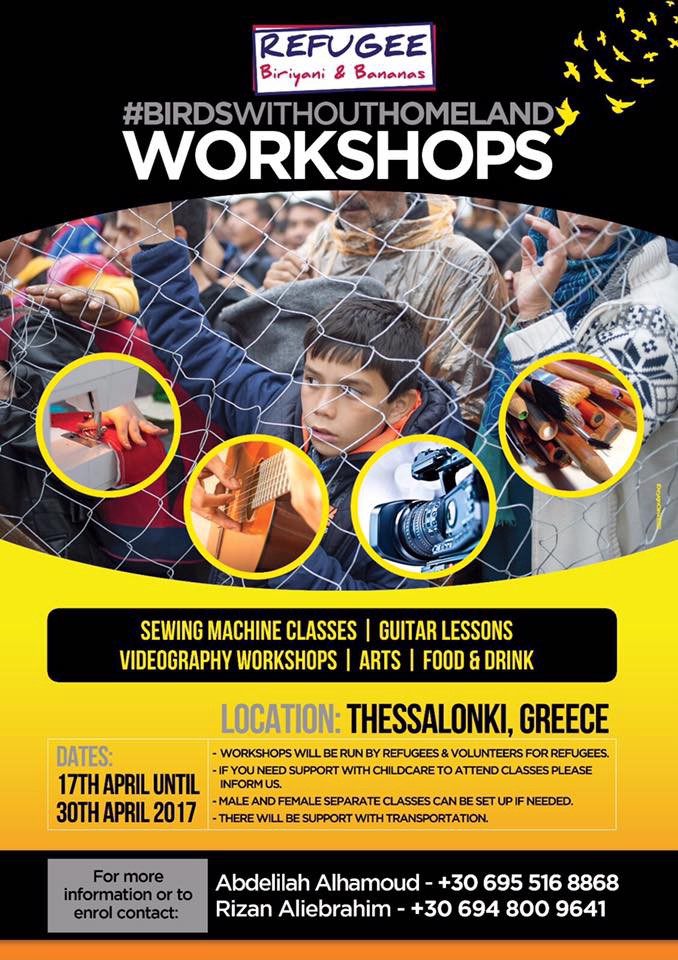 REFUGEE
Biriyani & Bananas
#BIRDSWITHOUTHOMELAND
WORKSHOPS
SEWING MACHINE CLASSES | GUITAR LESSONS
VIDEOGRAPHY WORKSHOPS | ARTS | FOOD & DRINK
LOCATION: THESSALONKI, GREECE
DATES:
17TH APRIL UNTIL
30TH APRIL 2017
- WORKSHOPS WILL BE RUN BY REFUGEES & VOLUNTEERS FOR REFUGEES.
- IF YOU NEED SUPPORT WITH CHILDCARE TO ATTEND CLASSES PLEASE
INFORM US.
- MALE AND FEMALE SEPARATE CLASSES CAN BE SET UP IF NEEDED.
- THERE WILL BE SUPPORT WITH TRANSPORTATION.
For more
information or to
enrol contact:
Abdelilah Alhamoud - +30 695 516 8868
Rizan Aliebrahim - +30 694 800 9641